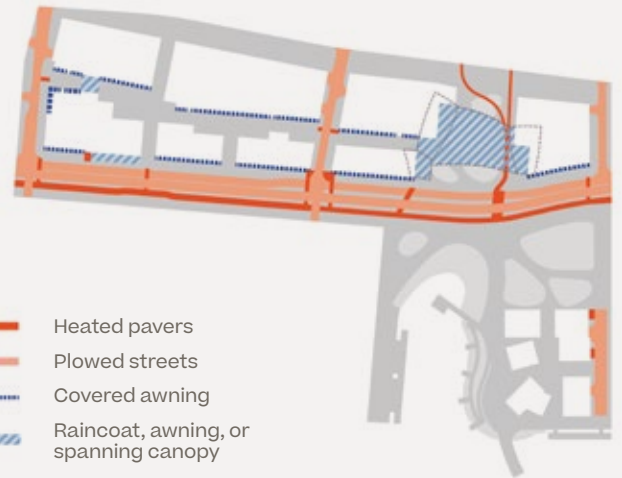 Heated pavers
Plowed streets
Covered awning
Raincoat, awning, or
spanning canopy